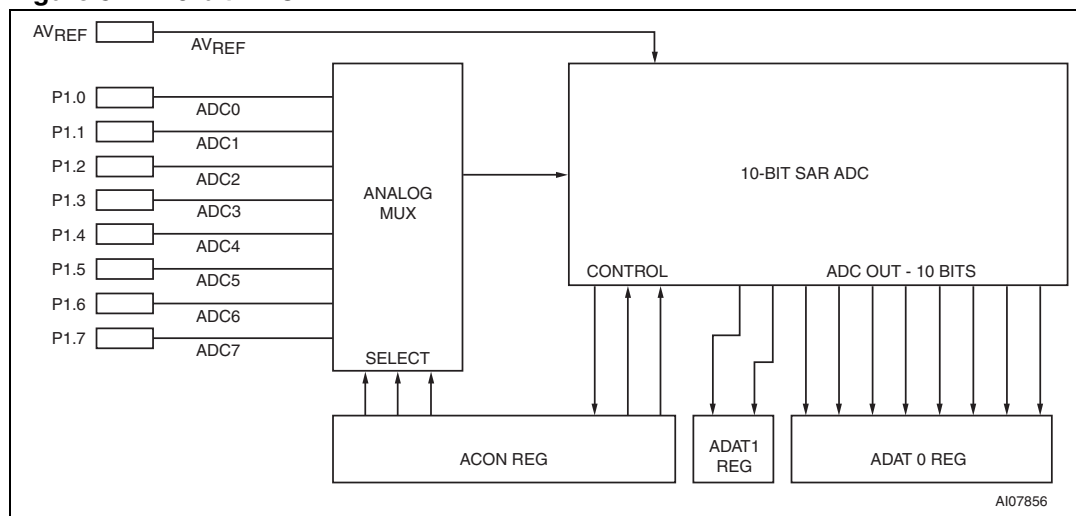 AVREF
AVREF
P1.0
ADC0
P1.1
ADC1
P1.2
ADC2
P1.3
ADC3
P1.4
ADC4
P1.5
ADC5
P1.6
ADC6
P1.7
ADC7
ANALOG
MUX
SELECT
10-BIT SAR ADC
CONTROL
ADC OUT - 10 BITS
ACON REG
ADAT1
REG
ADAT 0 REG
AI07856